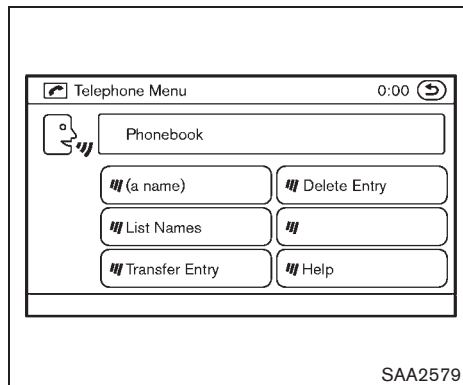 Telephone Menu 0:00
Phonebook
(a name) Delete Entry
List Names
Transfer Entry Help
SAA2579